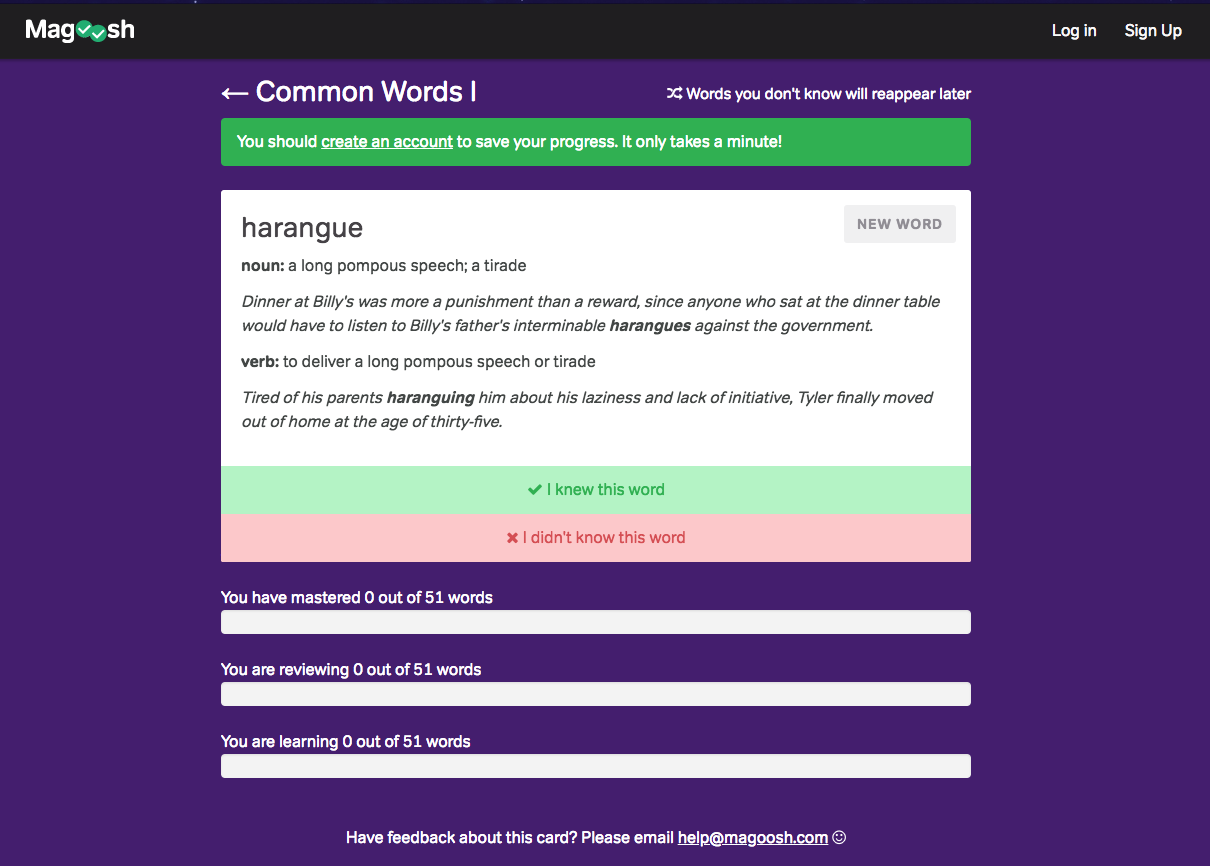 Magoosh
Log in
Sign Up
← Common Words I
Words you don't know will reappear later
You should create an account to save your progress. It only takes a minute!
harangue
NEW WORD
noun: a long pompous speech; a tirade
Dinner at Billy's was more a punishment than a reward, since anyone who sat at the dinner table
would have to listen to Billy's father's interminable harangues against the government.
verb: to deliver a long pompous speech or tirade
Tired of his parents haranguing him about his laziness and lack of initiative, Tyler finally moved
out of home at the age of thirty-five.
✔ I knew this word
✖ I didn't know this word
You have mastered 0 out of 51 words
You are reviewing 0 out of 51 words
You are learning 0 out of 51 words
Have feedback about this card? Please email help@magoosh.com ☺